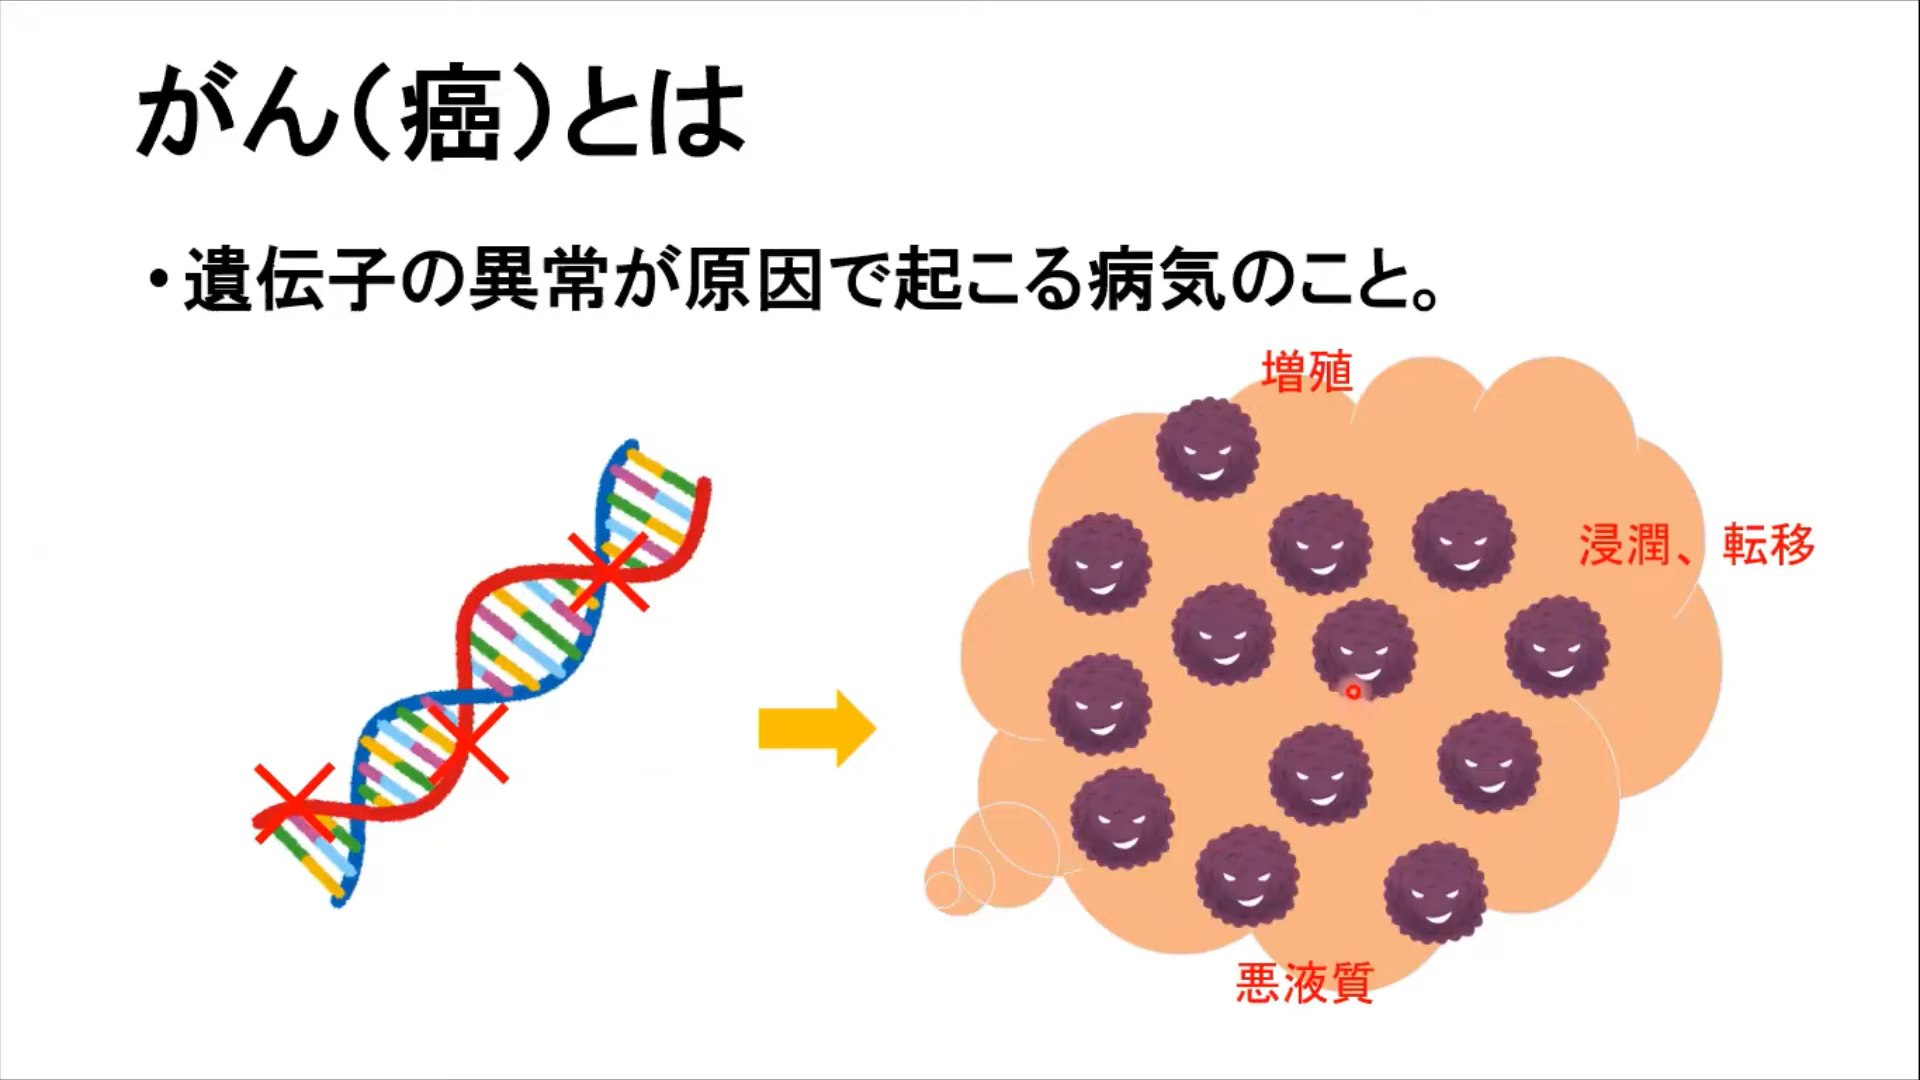 がん（癌）とは
・遺伝子の異常が原因で起こる病気のこと。
増殖
浸潤、転移
悪液質